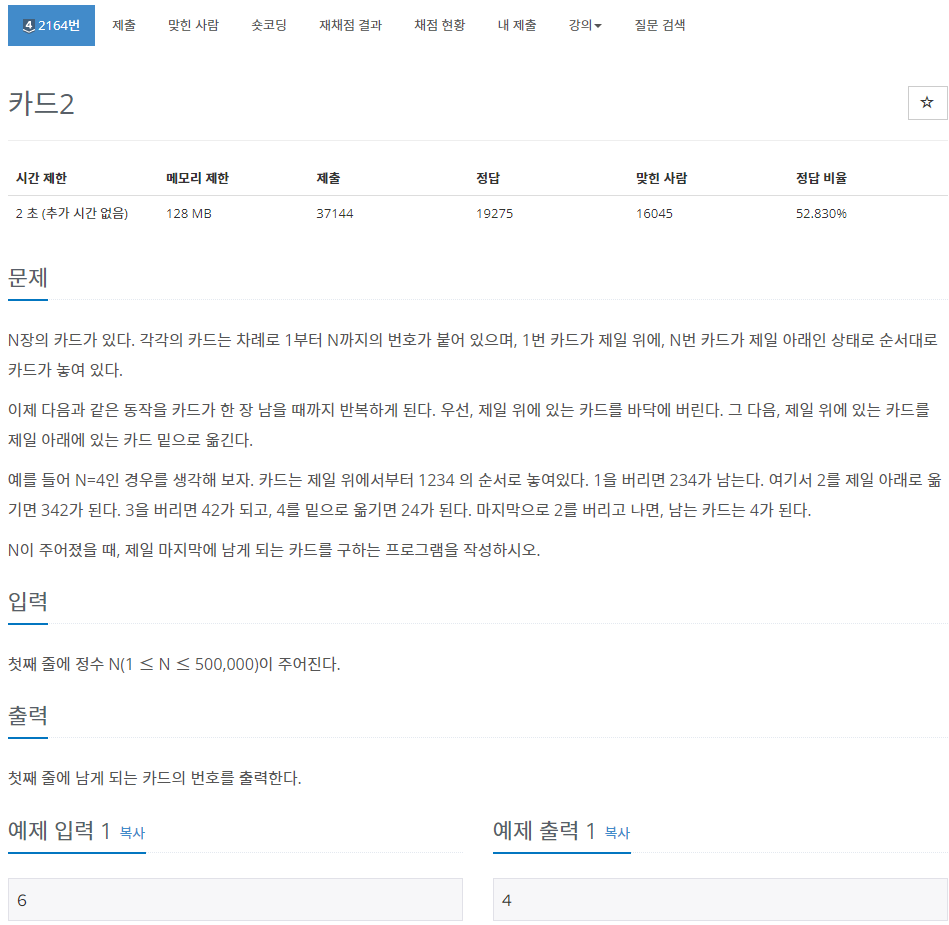 4 2164번 제출 맞힌 사람 숏코딩 재채점 결과 채점 현황 내 제출 강의 질문 검색
카드2
시간 제한 메모리 제한 제출 정답 맞힌 사람 정답 비율
2 초 (추가 시간 없음) 128 MB 37144 19275 16045 52.830%
문제
N장의 카드가 있다. 각각의 카드는 차례로 1부터 N까지의 번호가 붙어 있으며, 1번 카드가 제일 위에, N번 카드가 제일 아래인 상태로 순서대로
카드가 놓여 있다.
이제 다음과 같은 동작을 카드가 한 장 남을 때까지 반복하게 된다. 우선, 제일 위에 있는 카드를 바닥에 버린다. 그 다음, 제일 위에 있는 카드를
제일 아래에 있는 카드 밑으로 옮긴다.
예를 들어 N=4인 경우를 생각해 보자. 카드는 제일 위에서부터 1234 의 순서로 놓여있다. 1을 버리면 234가 남는다. 여기서 2를 제일 아래로 옮
기면 342가 된다. 3을 버리면 42가 되고, 4를 밑으로 옮기면 24가 된다. 마지막으로 2를 버리고 나면, 남는 카드는 4가 된다.
N이 주어졌을 때, 제일 마지막에 남게 되는 카드를 구하는 프로그램을 작성하시오.
입력
첫째 줄에 정수 N(1 ≤ N ≤ 500,000)이 주어진다.
출력
첫째 줄에 남게 되는 카드의 번호를 출력한다.
예제 입력 1 복사 예제 출력 1 복사
6 4